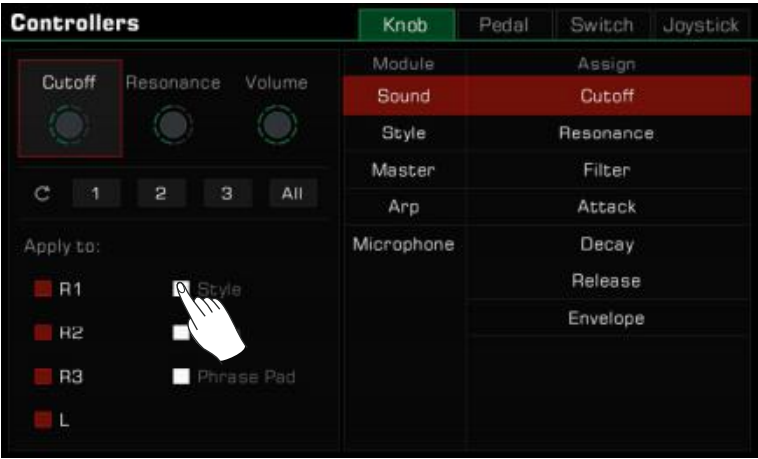 Controllers
Knob Pedal Switch Joystick
Cutoff Resonance Volume
1 2 3 All
Apply to:
R1 Style
R2
R3 Phrase Pad
L
Module Assign
Sound Cutoff
Style Resonance
Master Filter
Arp Attack
Microphone Decay
Release
Envelope